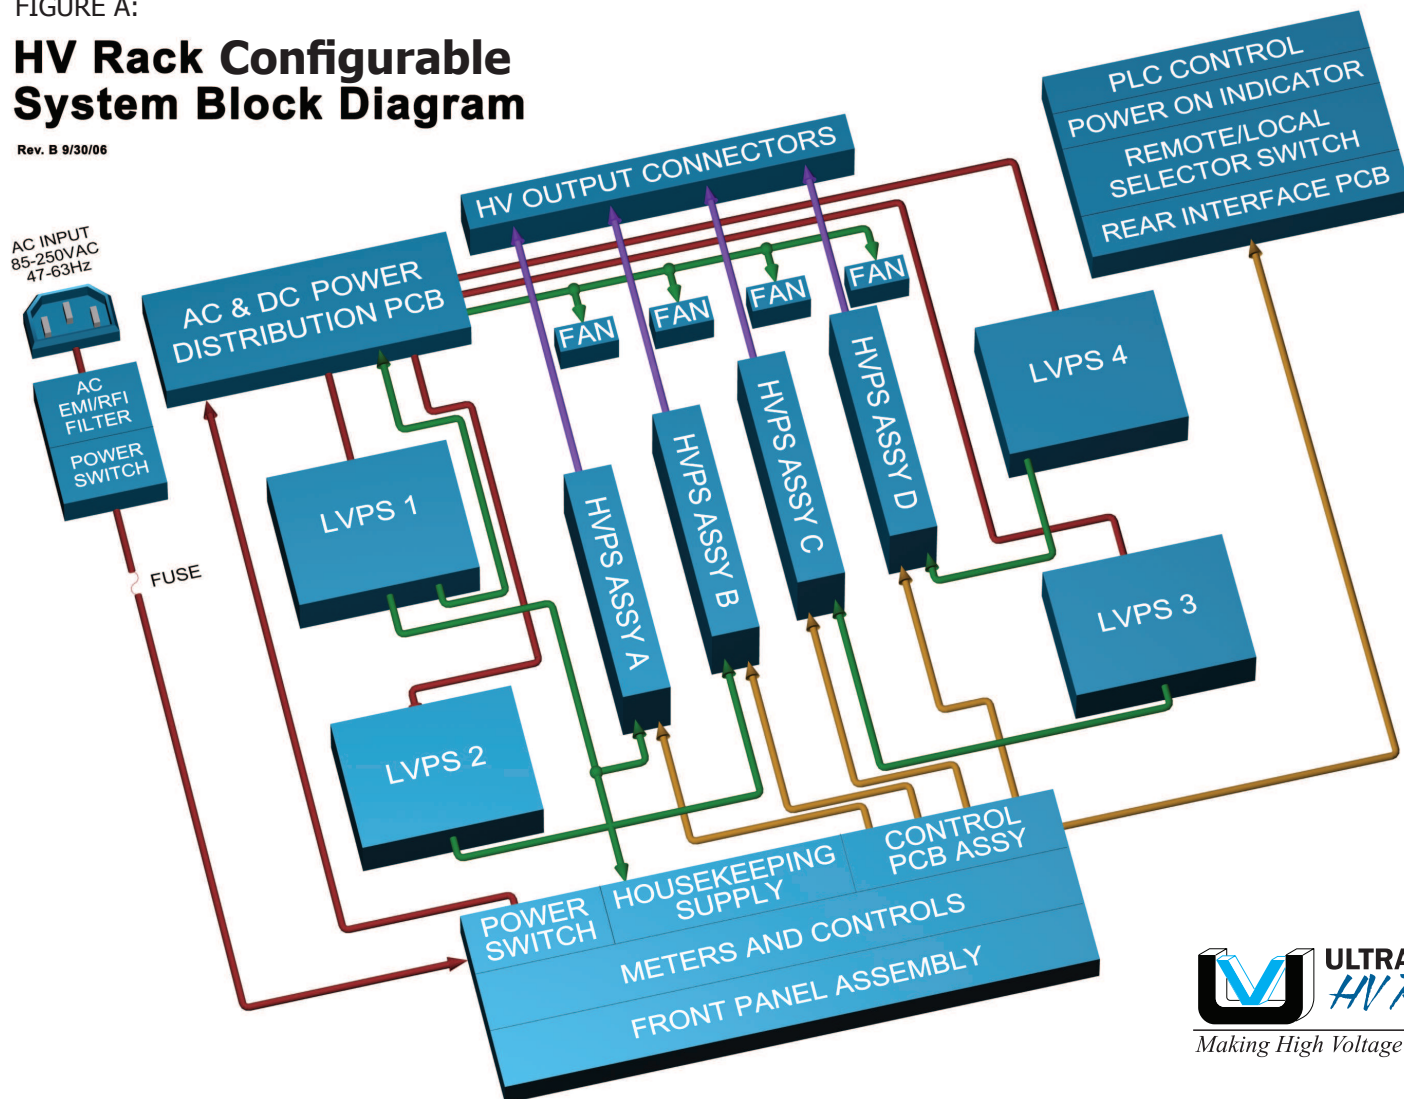 FIGURE A:
HV Rack Configurable
System Block Diagram
Rev. B 9/30/06
AC INPUT
85-250VAC
47-63Hz
AC
EMI/RFI
FILTER
POWER
SWITCH
FUSE
AC & DC POWER
DISTRIBUTION PCB
HV OUTPUT CONNECTORS
FAN
FAN
FAN
FAN
PLC CONTROL
POWER ON INDICATOR
REMOTE/LOCAL
SELECTOR SWITCH
REAR INTERFACE PCB
LVPS 1
LVPS 2
HVPS ASSY A
HVPS ASSY B
HVPS ASSY C
HVPS ASSY D
LVPS 4
LVPS 3
POWER
SWITCH
HOUSEKEEPING
SUPPLY
CONTROL
PCB ASSY
METERS AND CONTROLS
FRONT PANEL ASSEMBLY
ULTRA
HV
Making High Voltage